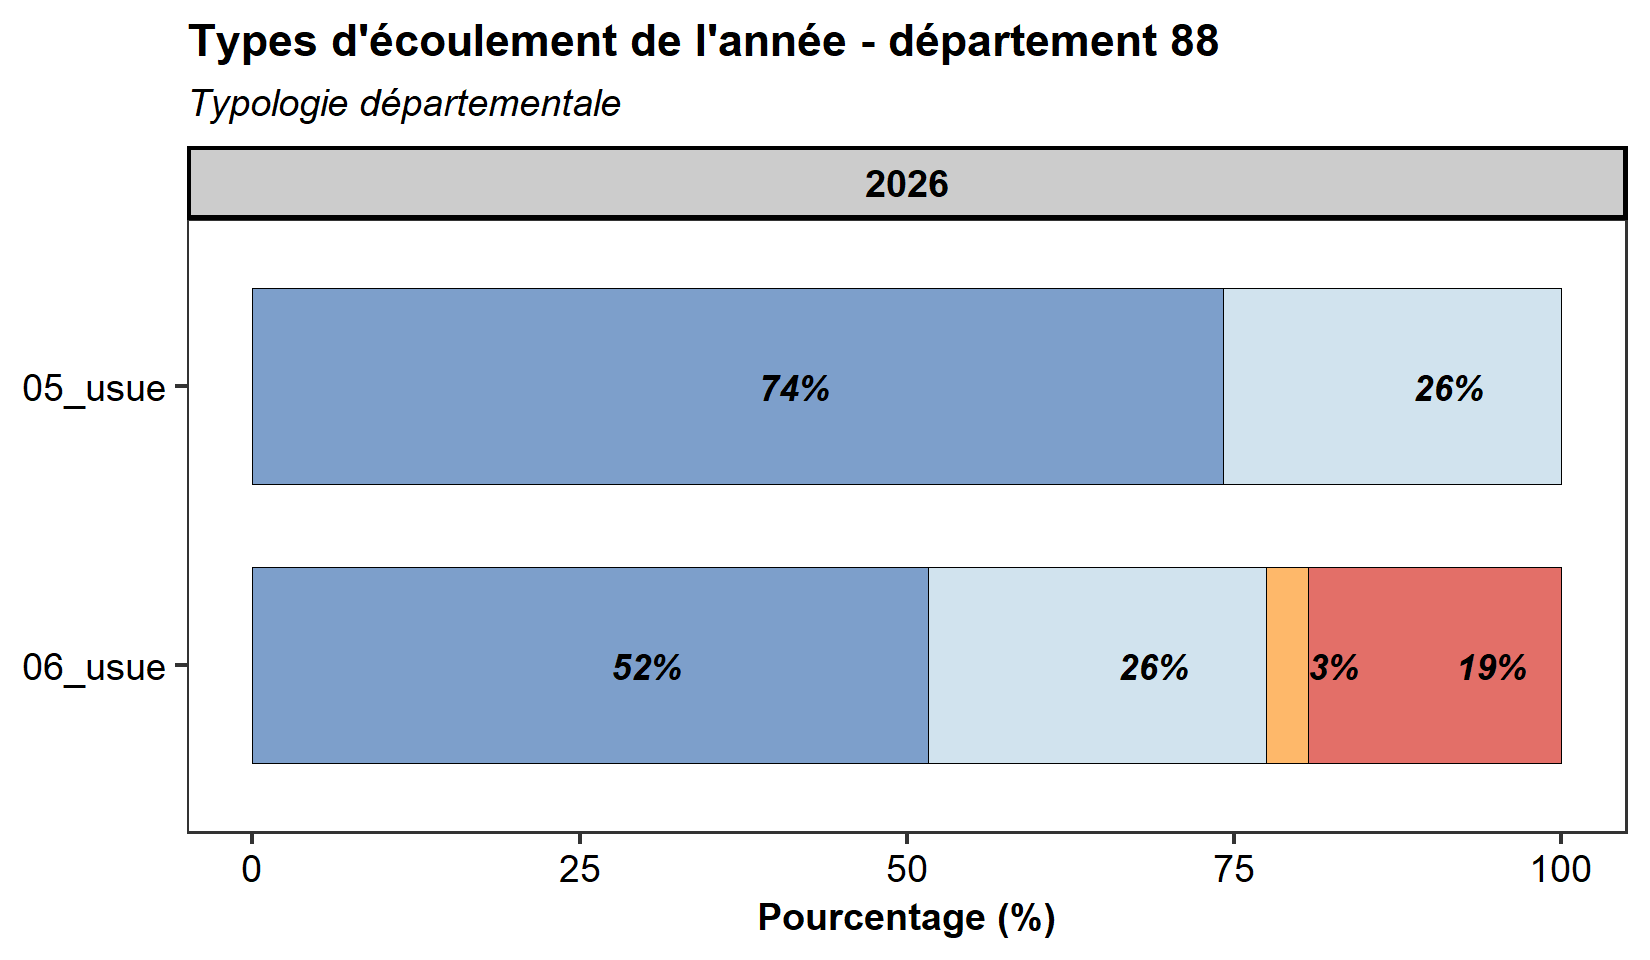 Types d'écoulement de l'année - département 88
Typologie départementale
2026
05_usue
74%
26%
06_usue
52%
26%
3%
19%
0
25
50
75
100
Pourcentage (%)